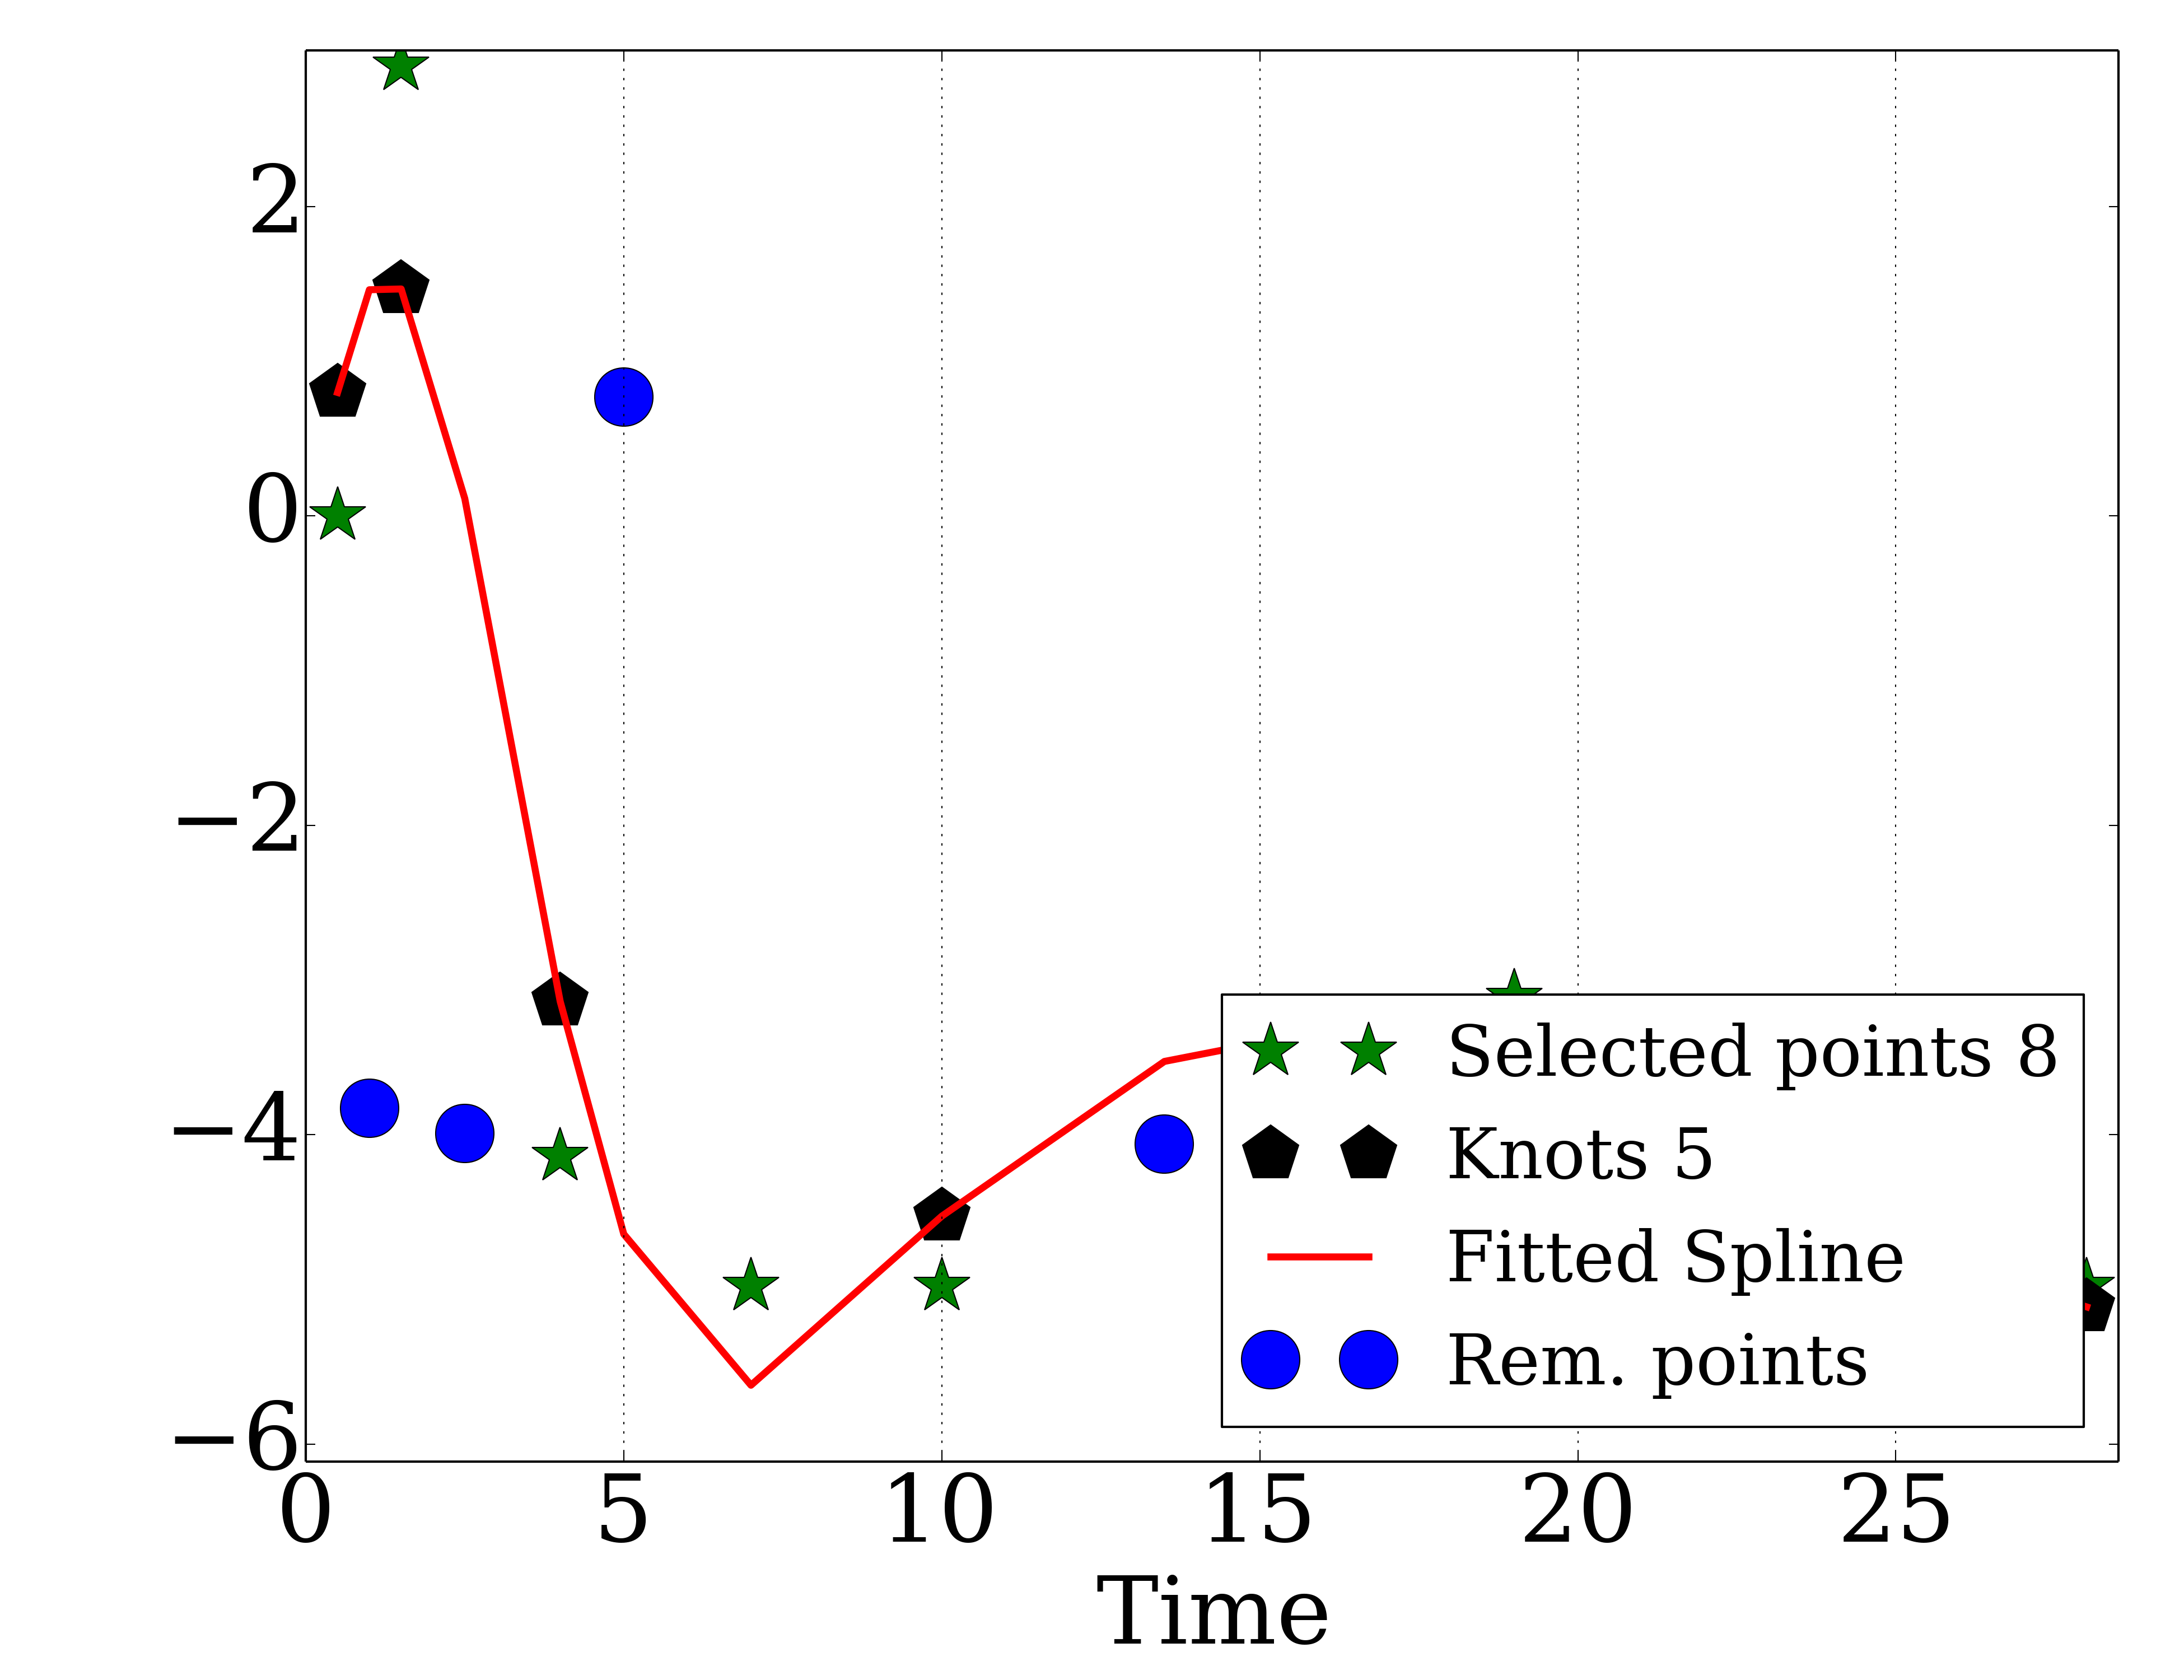 2
0
−2
−4
−6
0 5 10 15 20 25
Time
Selected points 8
Knots 5
Fitted Spline
Rem. points